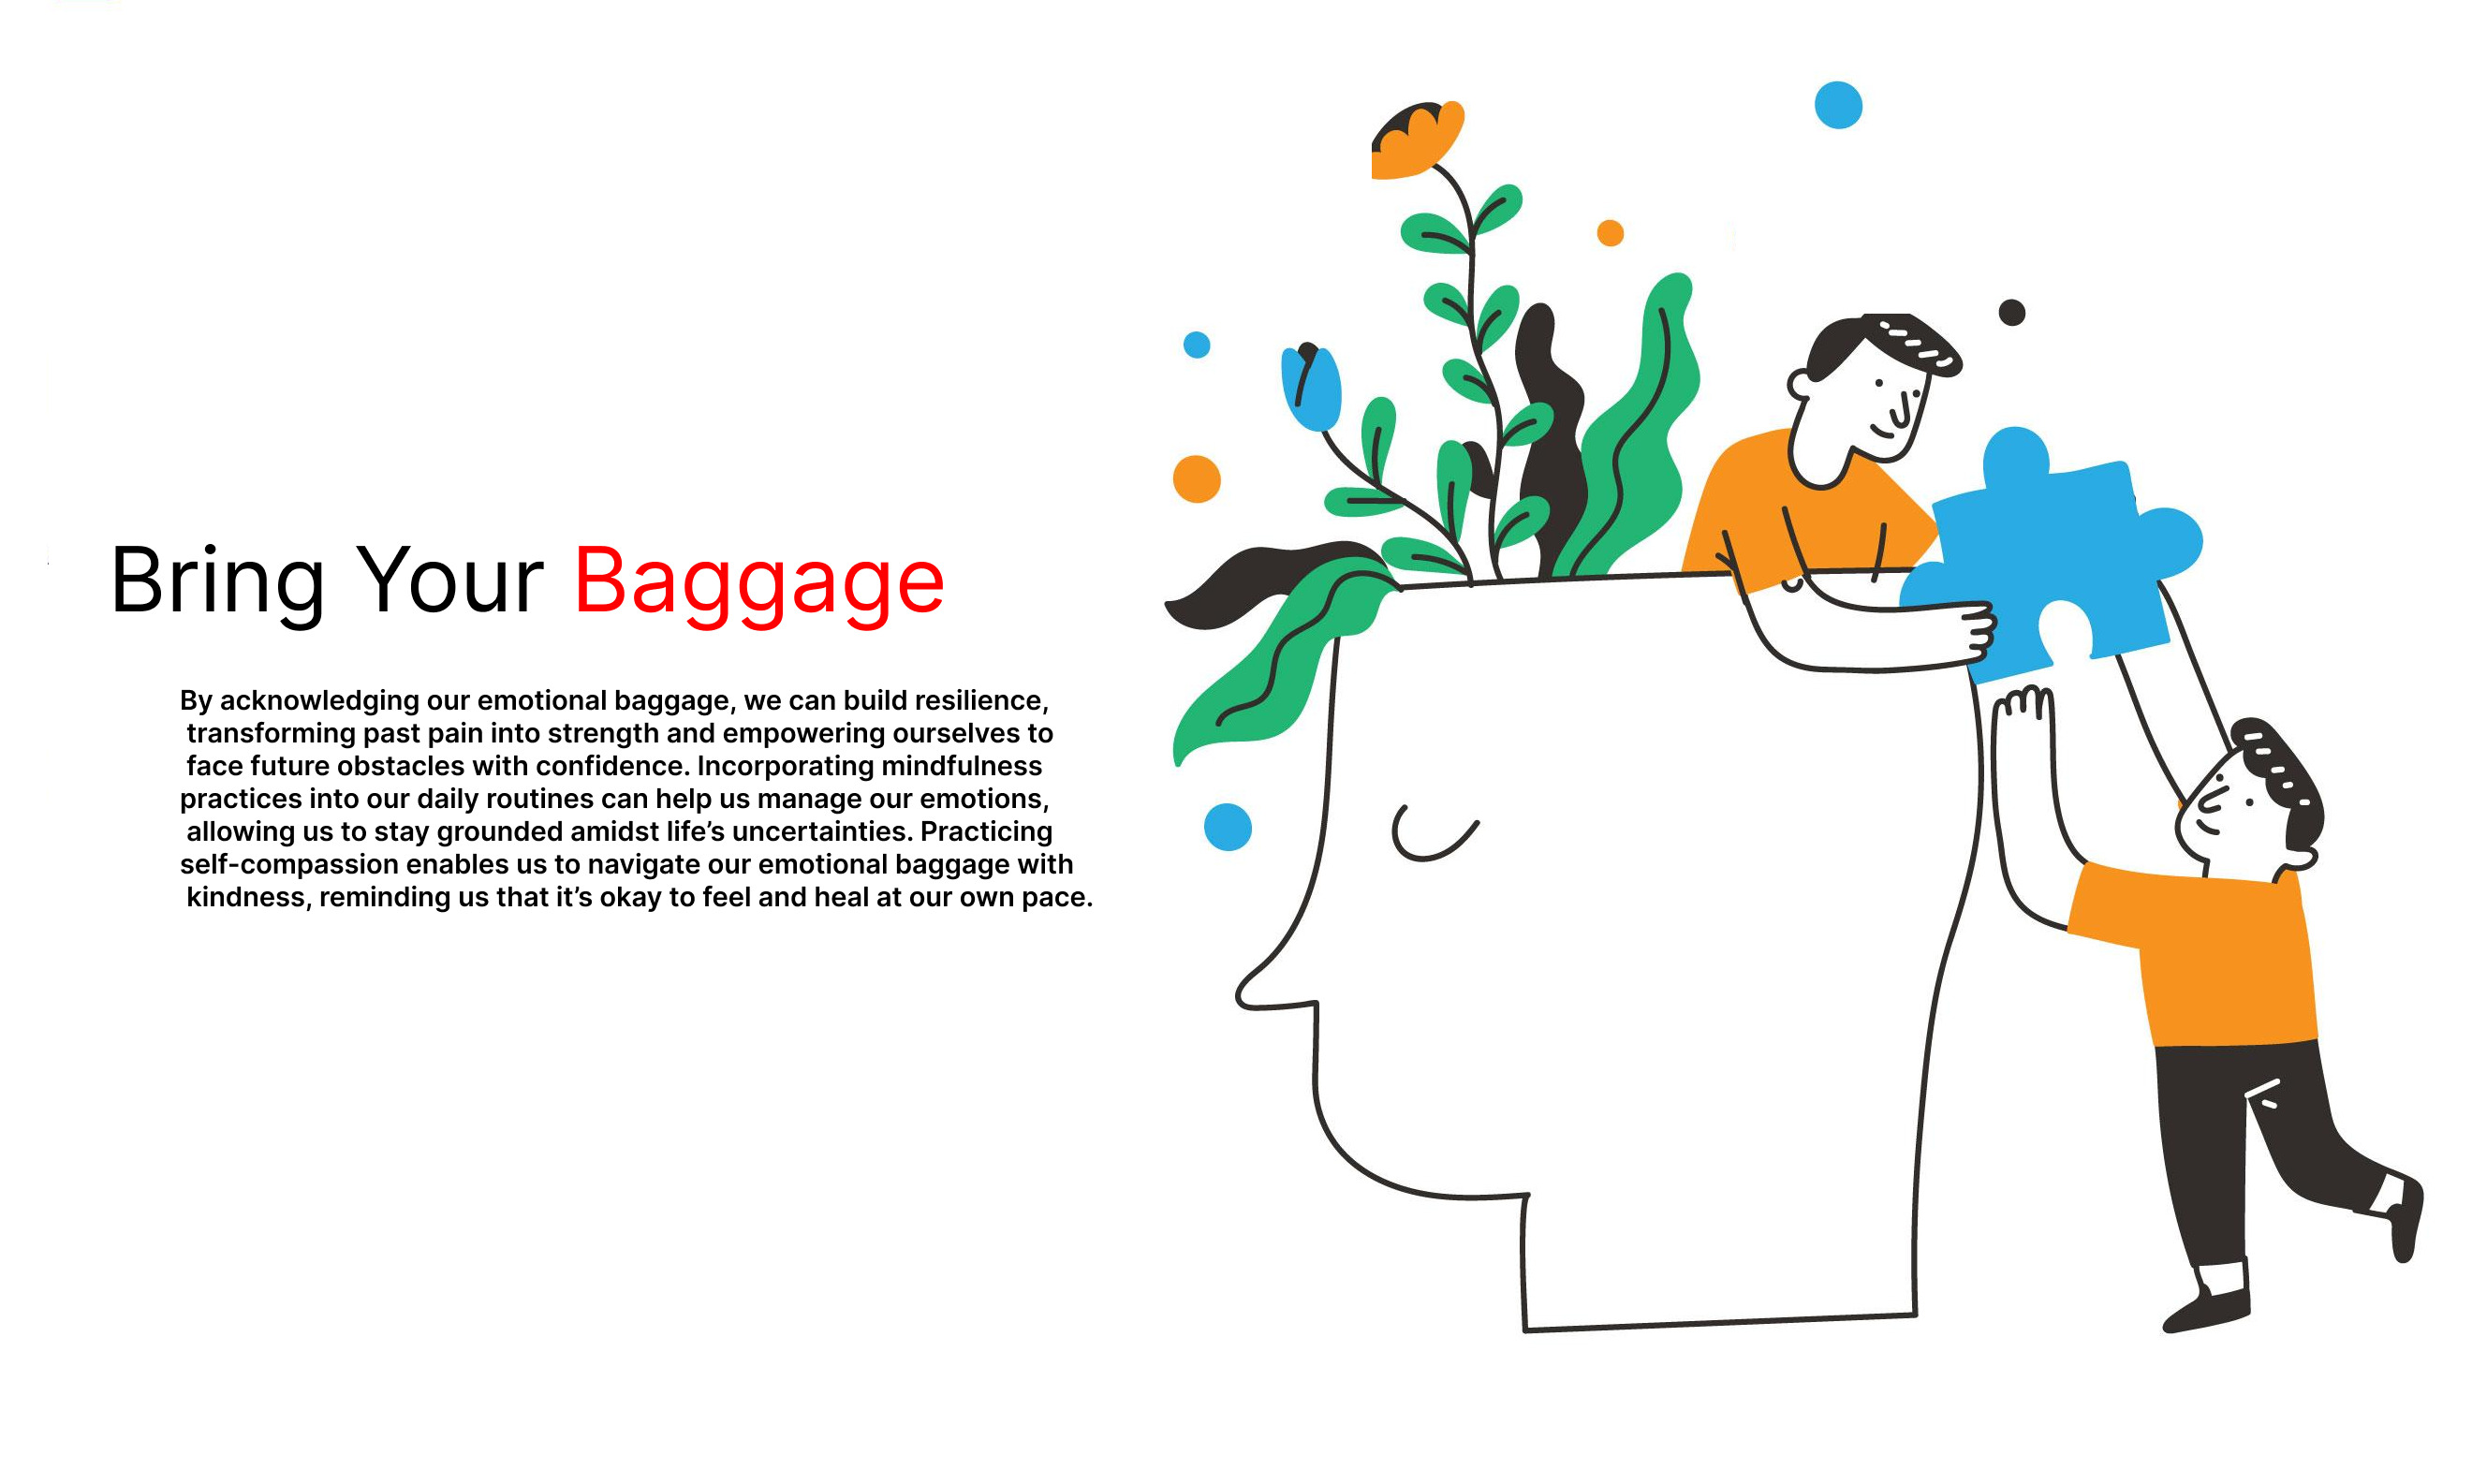 Bring Your Baggage
By acknowledging our emotional baggage, we can build resilience,
transforming past pain into strength and empowering ourselves to
face future obstacles with confidence. Incorporating mindfulness
practices into our daily routines can help us manage our emotions,
allowing us to stay grounded amidst life’s uncertainties. Practicing
self-compassion enables us to navigate our emotional baggage with
kindness, reminding us that it’s okay to feel and heal at our own pace.